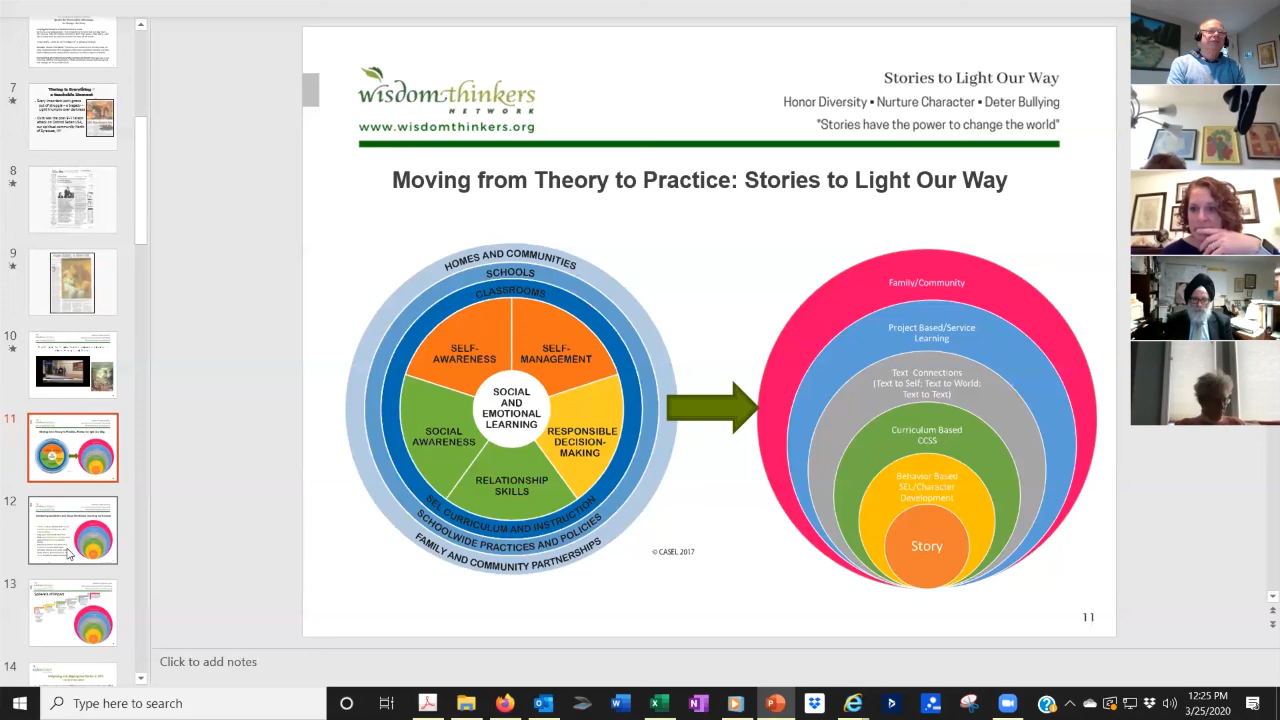 7
Timing is Everything –
a Teachable Moment
8
9
10
11
12
13
14
wisdom thinkers
NETWORK
www.wisdomthinkers.org
Stories to Light Our Way
Honor Diversity ▪ Nurture Character ▪ Deter Bullying
"Stories have the power to change the world"
Moving from Theory to Practice: Stories to Light Our Way
HOMES AND COMMUNITIES
SCHOOLS
CLASSROOMS
SELF-
AWARENESS
SELF-
MANAGEMENT
SOCIAL
AND
EMOTIONAL
LEARNING
SOCIAL
AWARENESS
RESPONSIBLE
DECISION-
MAKING
RELATIONSHIP
SKILLS
SEL CURRICULUM AND INSTRUCTION
SCHOOLWIDE PRACTICES AND POLICIES
FAMILY AND COMMUNITY PARTNERSHIPS
© CASEL 2017
Family/Community
Project Based/Service
Learning
Text Connections
(Text to Self; Text to World;
Text to Text)
Curriculum Based
CCSS
Behavior Based
SEL/Character
Development
Story
11
Click to add notes
Type here to search
12:25 PM
3/25/2020